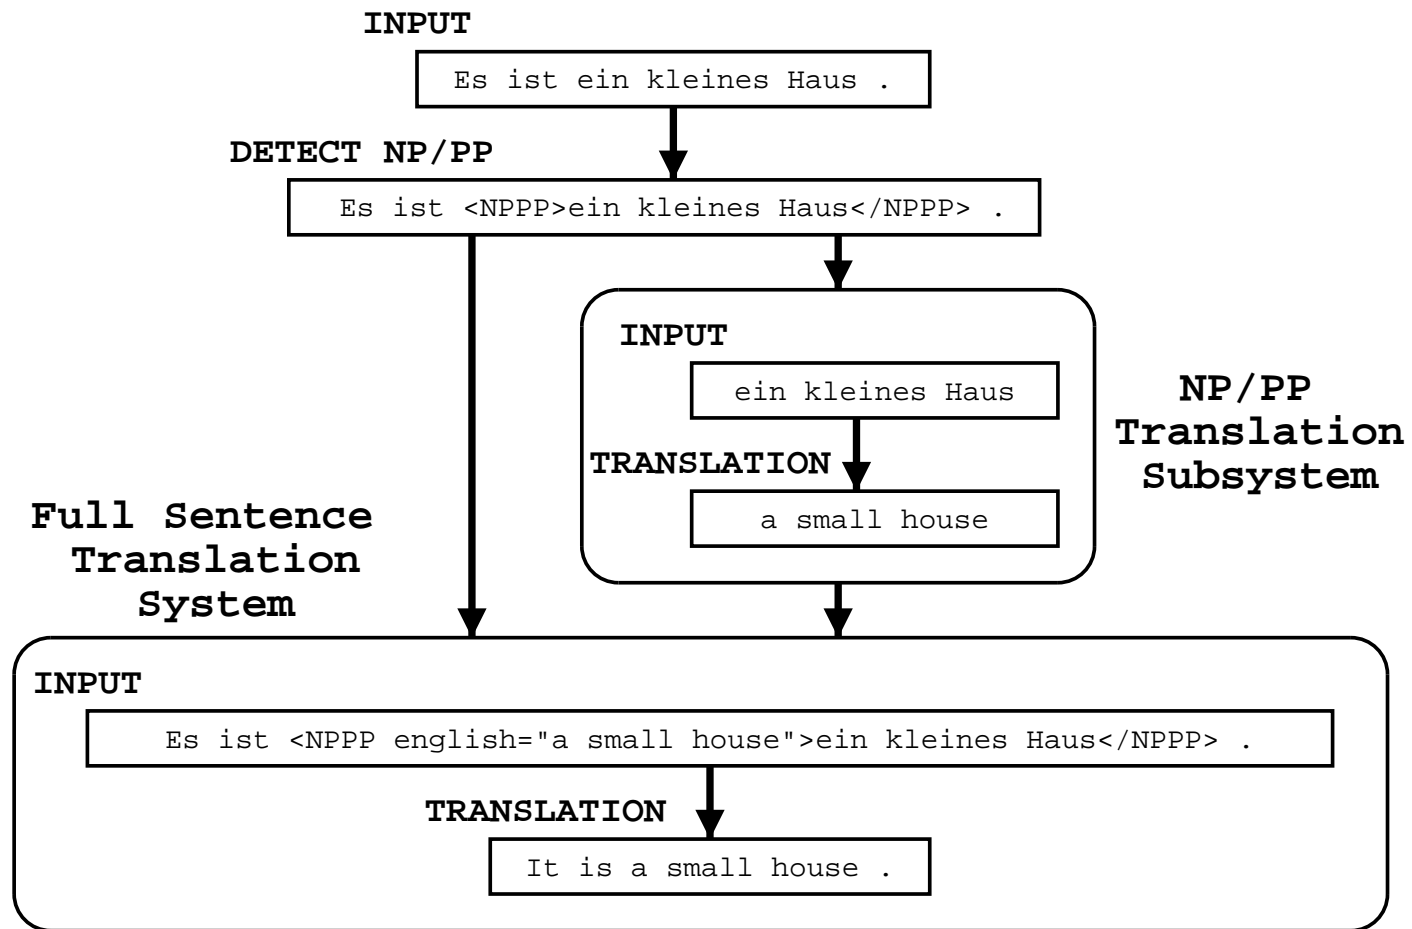 INPUT
Es ist ein kleines Haus .
DETECT NP/PP
Es ist <NPPP>ein kleines Haus</NPPP> .
INPUT
ein kleines Haus
TRANSLATION
a small house
NP/PP
Translation
Subsystem
Full Sentence
Translation
System
INPUT
Es ist <NPPP english="a small house">ein kleines Haus</NPPP> .
TRANSLATION
It is a small house .